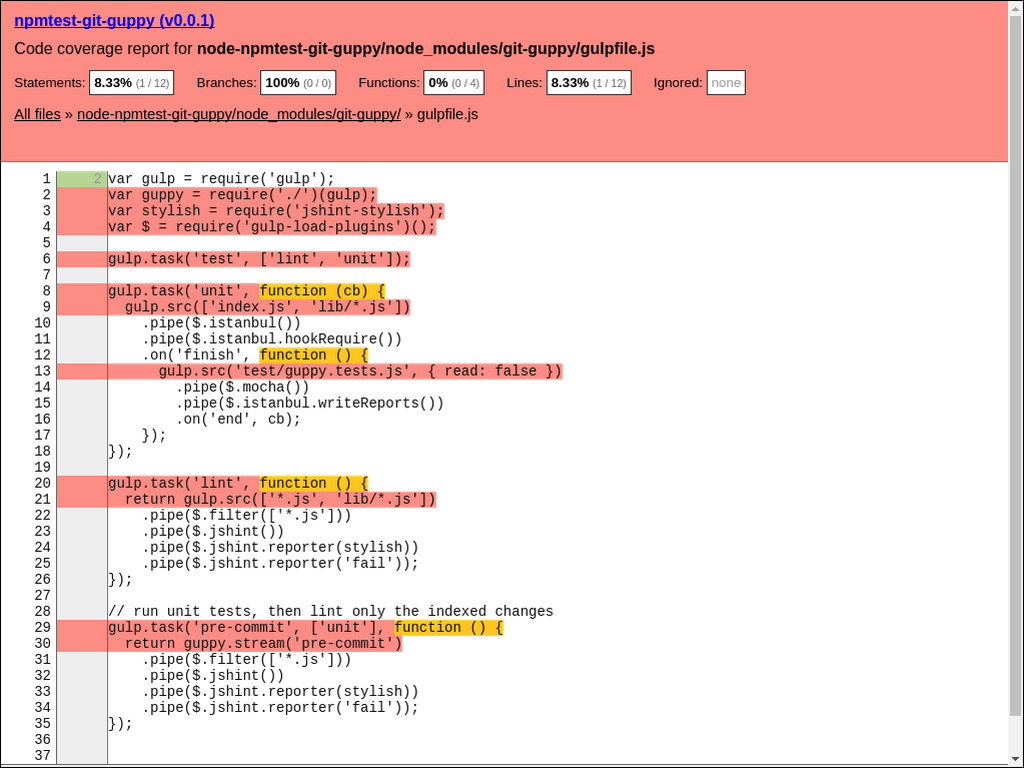 npmtest-git-guppy (v0.0.1)
Code coverage report for node-npmtest-git-guppy/node_modules/git-guppy/gulpfile.js
Statements: 8.33% (1 / 12) Branches: 100% (0 / 0) Functions: 0% (0 / 4) Lines: 8.33% (1 / 12) Ignored: none
All files » node-npmtest-git-guppy/node_modules/git-guppy/ » gulpfile.js
1 2 var gulp = require('gulp');
2 var guppy = require('./')(gulp);
3 var stylish = require('jshint-stylish');
4 var $ = require('gulp-load-plugins')();
5
6 gulp.task('test', ['lint', 'unit']);
7
8 gulp.task('unit', function (cb) {
9   gulp.src(['index.js', 'lib/*.js'])
10     .pipe($.istanbul())
11     .pipe($.istanbul.hookRequire())
12     .on('finish', function () {
13       gulp.src('test/guppy.tests.js', { read: false })
14         .pipe($.mocha())
15         .pipe($.istanbul.writeReports())
16         .on('end', cb);
17     });
18 });
19
20 gulp.task('lint', function () {
21   return gulp.src(['*.js', 'lib/*.js'])
22     .pipe($.filter(['*.js']))
23     .pipe($.jshint())
24     .pipe($.jshint.reporter(stylish))
25     .pipe($.jshint.reporter('fail'));
26 });
27
28 // run unit tests, then lint only the indexed changes
29 gulp.task('pre-commit', ['unit'], function () {
30   return guppy.stream('pre-commit')
31     .pipe($.filter(['*.js']))
32     .pipe($.jshint())
33     .pipe($.jshint.reporter(stylish))
34     .pipe($.jshint.reporter('fail'));
35 });
36
37